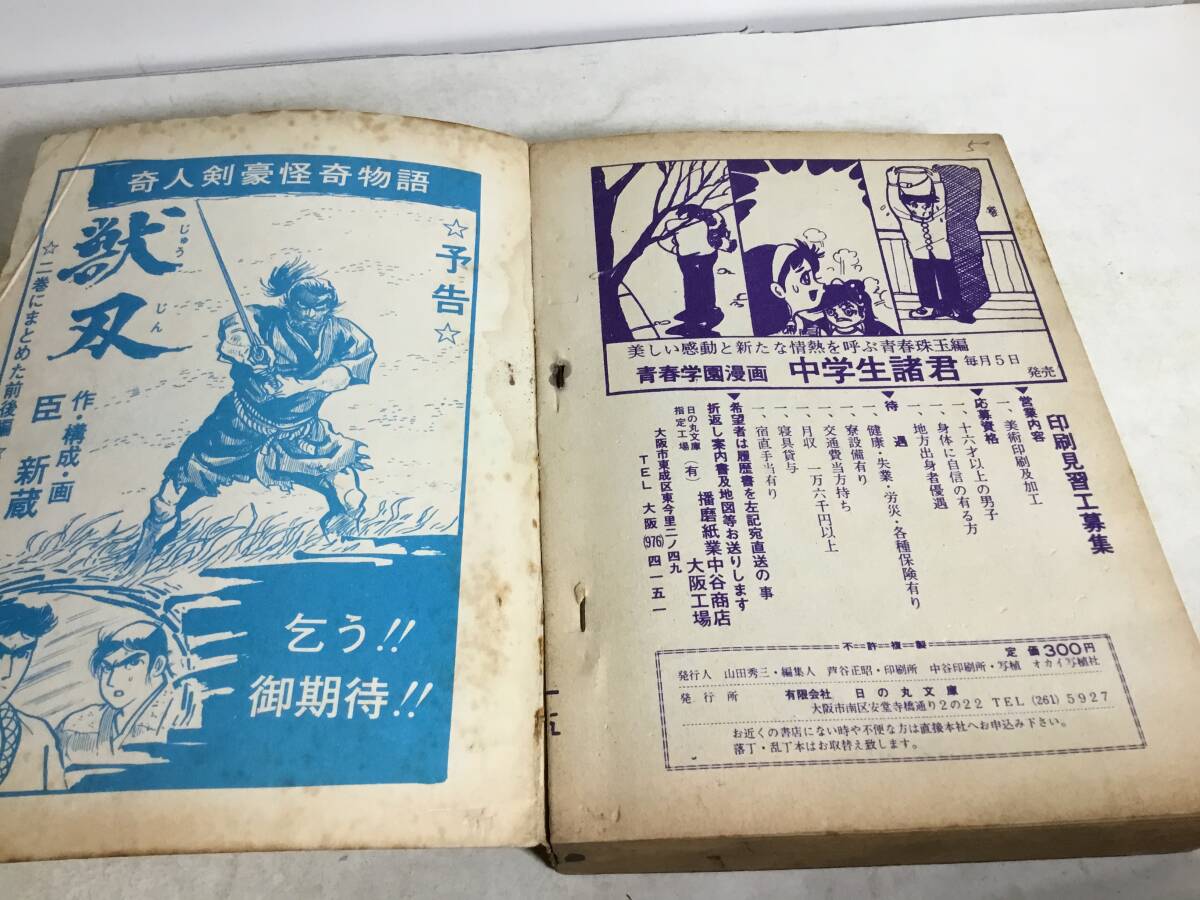 奇人剣豪怪奇物語
☆予告☆
獣刃
じゅう
じん
☆二巻にまとめた前後編
作・構成・画
臣 新蔵
乞う!!
御期待!!
5
美しい感動と新たな情熱を呼ぶ青春珠玉編
青春学園漫画 中学生諸君 毎月5日発売
印刷見習工募集
▼営業内容
一、美術印刷及加工
▼応募資格
一、十六才以上の男子
一、身体に自信の有る方
一、地方出身者優遇
▼待遇
一、健康・失業・労災・各種保険有り
一、寮設備有り
一、交通費当方持ち
一、月収 一万六千円以上
一、寝具貸与
一、宿直手当有り
▼希望者は履歴書を左記宛直送の事
折返し案内書及地図等お送りします
日の丸文庫指定工場 (有) 播磨紙業中谷商店
大阪工場
大阪市東成区東今里二ノ四九
TEL 大阪(976)四一五一
不許複製
定価300円
発行人 山田秀三・編集人 芦谷正昭・印刷所 中谷印刷所・写植 オカイ写植社
発行所 有限会社 日の丸文庫
大阪市南区安堂寺橋通り2の22 TEL (261) 5927
お近くの書店にない時や不便な方は直接本社へお申込み下さい。
落丁・乱丁本はお取替え致します。